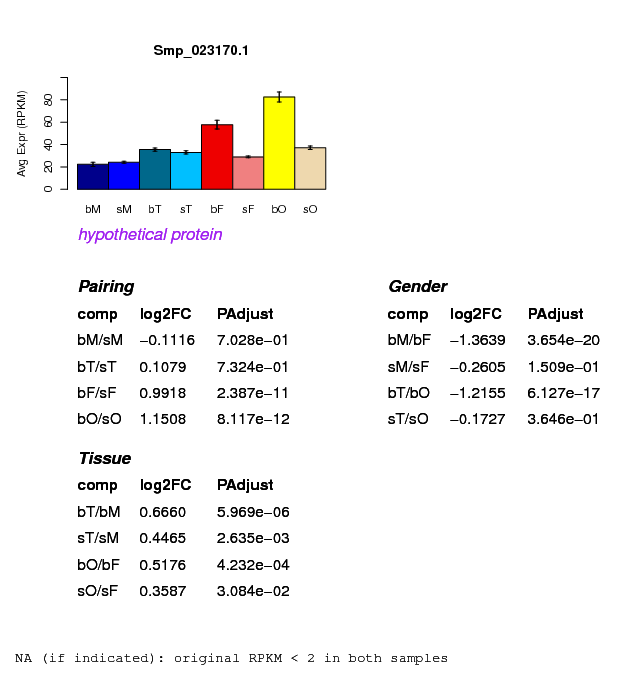 Smp_023170.1
Avg Expr (RPKM)
0 20 40 60 80
bM sM bT sT bF sF bO sO
hypothetical protein
Pairing
comp log2FC PAdjust
bM/sM −0.1116 7.028e−01
bT/sT 0.1079 7.324e−01
bF/sF 0.9918 2.387e−11
bO/sO 1.1508 8.117e−12
Gender
comp log2FC PAdjust
bM/bF −1.3639 3.654e−20
sM/sF −0.2605 1.509e−01
bT/bO −1.2155 6.127e−17
sT/sO −0.1727 3.646e−01
Tissue
comp log2FC PAdjust
bT/bM 0.6660 5.969e−06
sT/sM 0.4465 2.635e−03
bO/bF 0.5176 4.232e−04
sO/sF 0.3587 3.084e−02
NA (if indicated): original RPKM < 2 in both samples